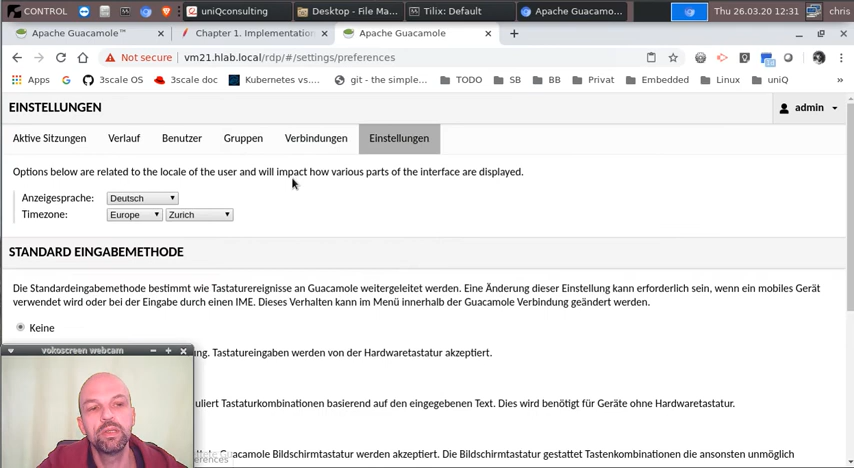 CONTROL
uniQconsulting
Desktop - File Ma...
Tilix: Default
Apache Guacamo...
Thu 26.03.20 12:31
chris
Apache Guacamole™
Chapter 1. Implementation
Apache Guacamole
Not secure
vm21.hlab.local/rdp/#/settings/preferences
Apps
G
3scale OS
3scale doc
Kubernetes vs....
git - the simple...
TODO
SB
BB
Privat
Embedded
Linux
uniQ
»
EINSTELLUNGEN
admin
Aktive Sitzungen
Verlauf
Benutzer
Gruppen
Verbindungen
Einstellungen
Options below are related to the locale of the user and will impact how various parts of the interface are displayed.
Anzeigesprache:
Deutsch
Timezone:
Europe
Zurich
STANDARD EINGABEMETHODE
Die Standardeingabemethode bestimmt wie Tastaturereignisse an Guacamole weitergeleitet werden. Eine Änderung dieser Einstellung kann erforderlich sein, wenn ein mobiles Gerät
verwendet wird oder bei der Eingabe durch einen IME. Dieses Verhalten kann im Menü innerhalb der Guacamole Verbindung geändert werden.
Keine
vokoscreen webcam
ung. Tastatureingaben werden von der Hardwaretastatur akzeptiert.
uliert Tastaturkombinationen basierend auf den eingegebenen Text. Dies wird benötigt für Geräte ohne Hardwaretastatur.
Guacamole Bildschirmtastatur werden akzeptiert. Die Bildschirmtastatur gestattet Tastenkombinationen die ansonsten unmöglich